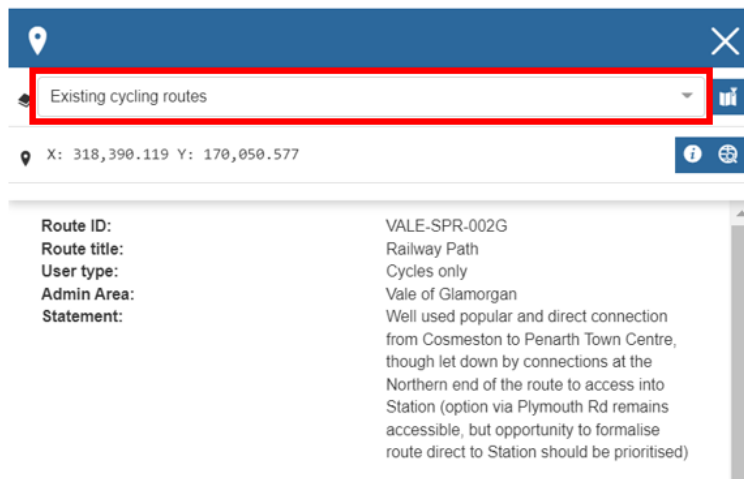 Existing cycling routes
X: 318,390.119 Y: 170,050.577
Route ID: VALE-SPR-002G
Route title: Railway Path
User type: Cycles only
Admin Area: Vale of Glamorgan
Statement: Well used popular and direct connection
from Cosmeston to Penarth Town Centre,
though let down by connections at the
Northern end of the route to access into
Station (option via Plymouth Rd remains
accessible, but opportunity to formalise
route direct to Station should be prioritised)